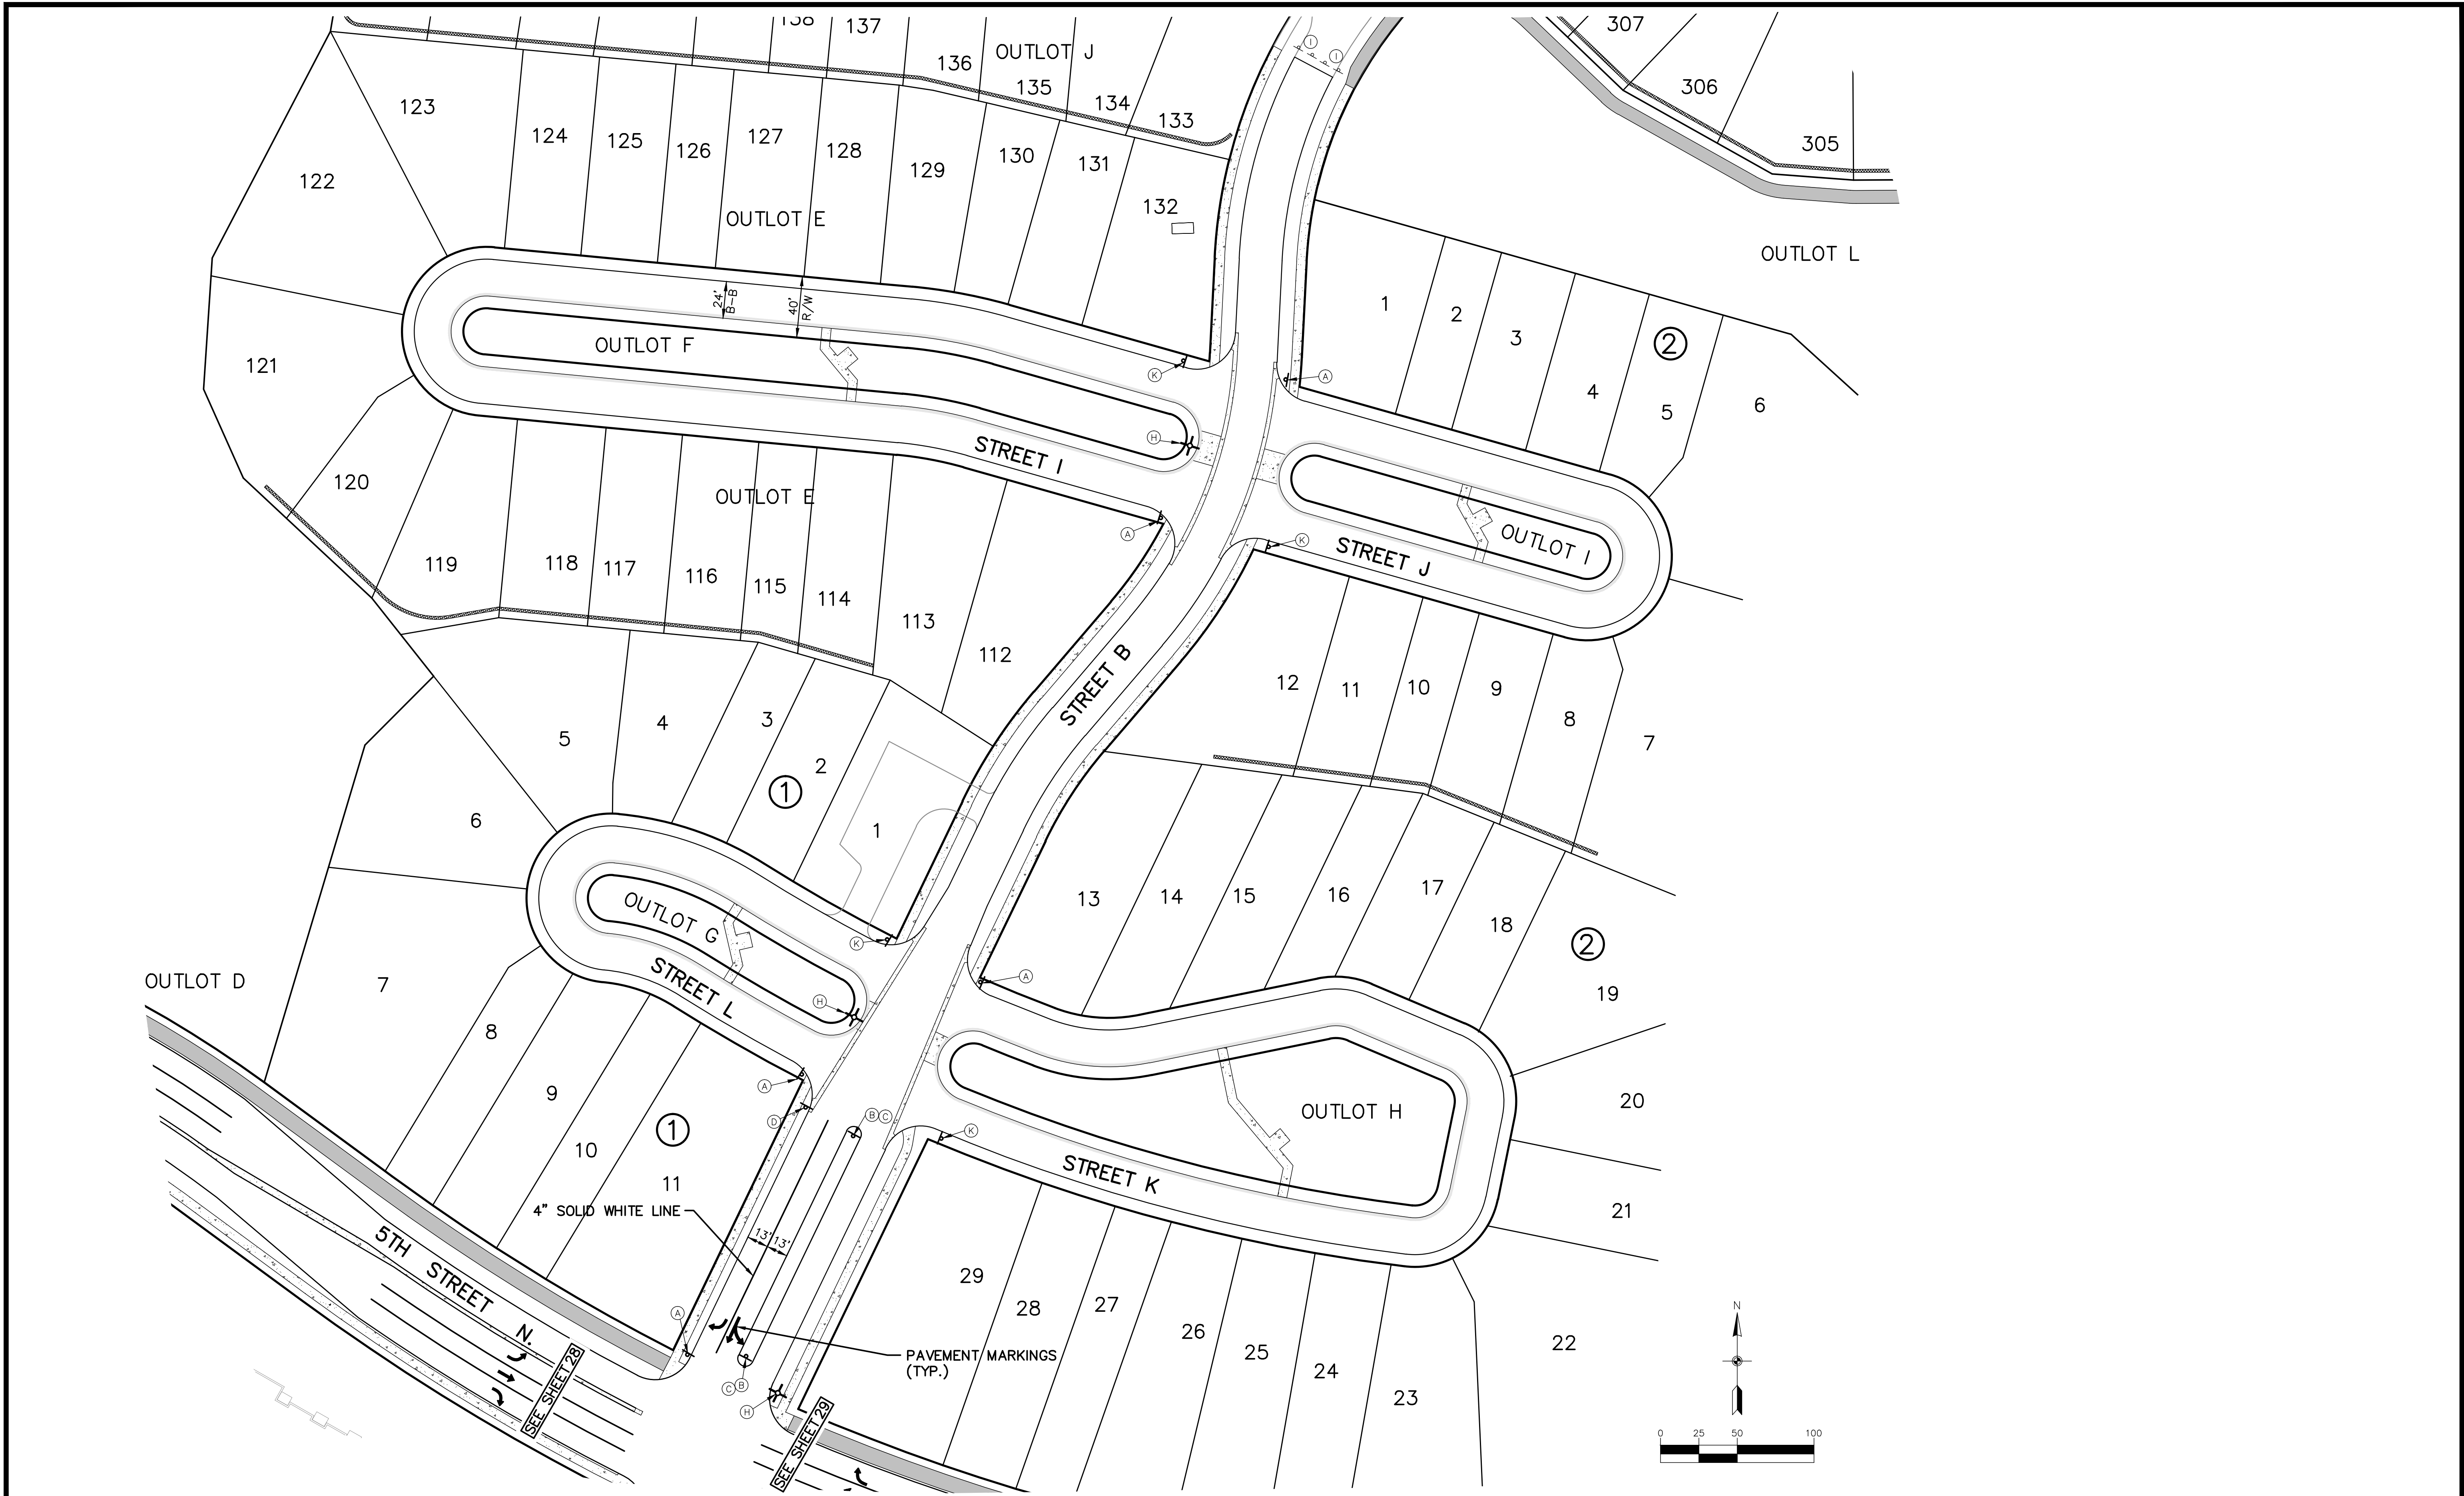 138
137
136
OUTLOT J
135
134
133
307
306
305
123
124
125
126
127
128
129
130
131
132
122
OUTLOT E
OUTLOT L
24'
B-B
40'
R/W
OUTLOT F
121
K
A
I
I
1
2
3
4
5
6
2
H
STREET I
OUTLOT E
120
119
118
117
116
115
114
113
112
A
K
STREET J
OUTLOT I
STREET B
12
11
10
9
8
7
5
4
3
2
1
1
6
7
OUTLOT D
OUTLOT G
STREET L
K
H
A
A
13
14
15
16
17
18
2
19
20
21
22
8
9
10
1
11
D
B C
K
OUTLOT H
STREET K
4" SOLID WHITE LINE
13' 13'
5TH STREET N.
A
C B
H
PAVEMENT MARKINGS
(TYP.)
SEE SHEET 28
SEE SHEET 29
29
28
27
26
25
24
23
N
0 25 50 100